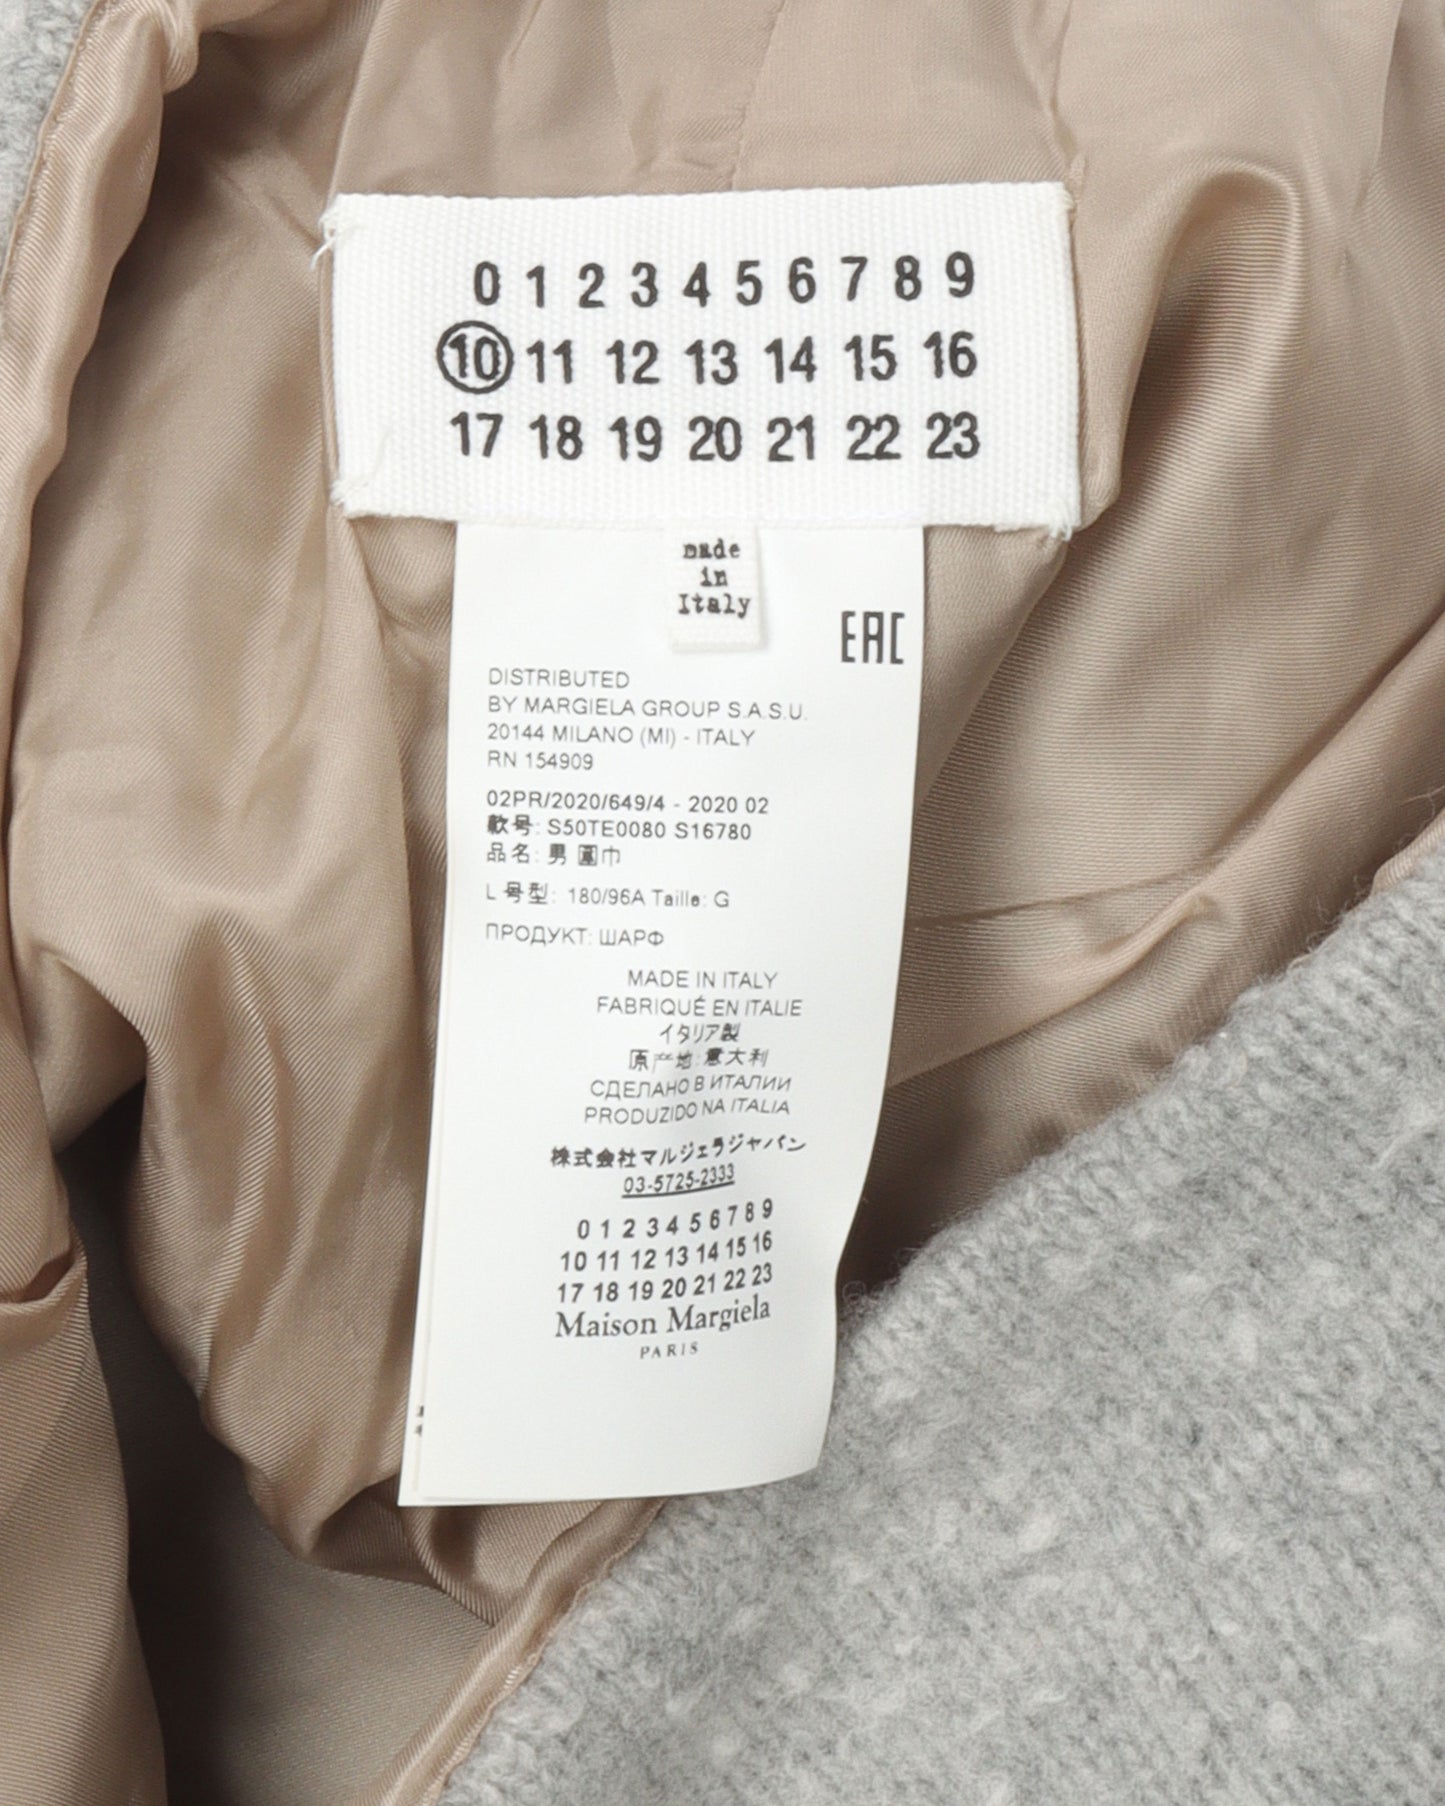 0 1 2 3 4 5 6 7 8 9
10 11 12 13 14 15 16
17 18 19 20 21 22 23
made
in
Italy
EAC
DISTRIBUTED
BY MARGIELA GROUP S.A.S.U.
20144 MILANO (MI) - ITALY
RN 154909
02PR/2020/649/4 - 2020 02
款号: S50TE0080 S16780
品名: 男 圍巾
L 号型: 180/96A Taille: G
ПРОДУКТ: ШАРФ
MADE IN ITALY
FABRIQUÉ EN ITALIE
イタリア製
原产地: 意大利
СДЕЛАНО В ИТАЛИИ
PRODUZIDO NA ITALIA
株式会社マルジェラジャパン
03-5725-2333
0 1 2 3 4 5 6 7 8 9
10 11 12 13 14 15 16
17 18 19 20 21 22 23
Maison Margiela
PARIS